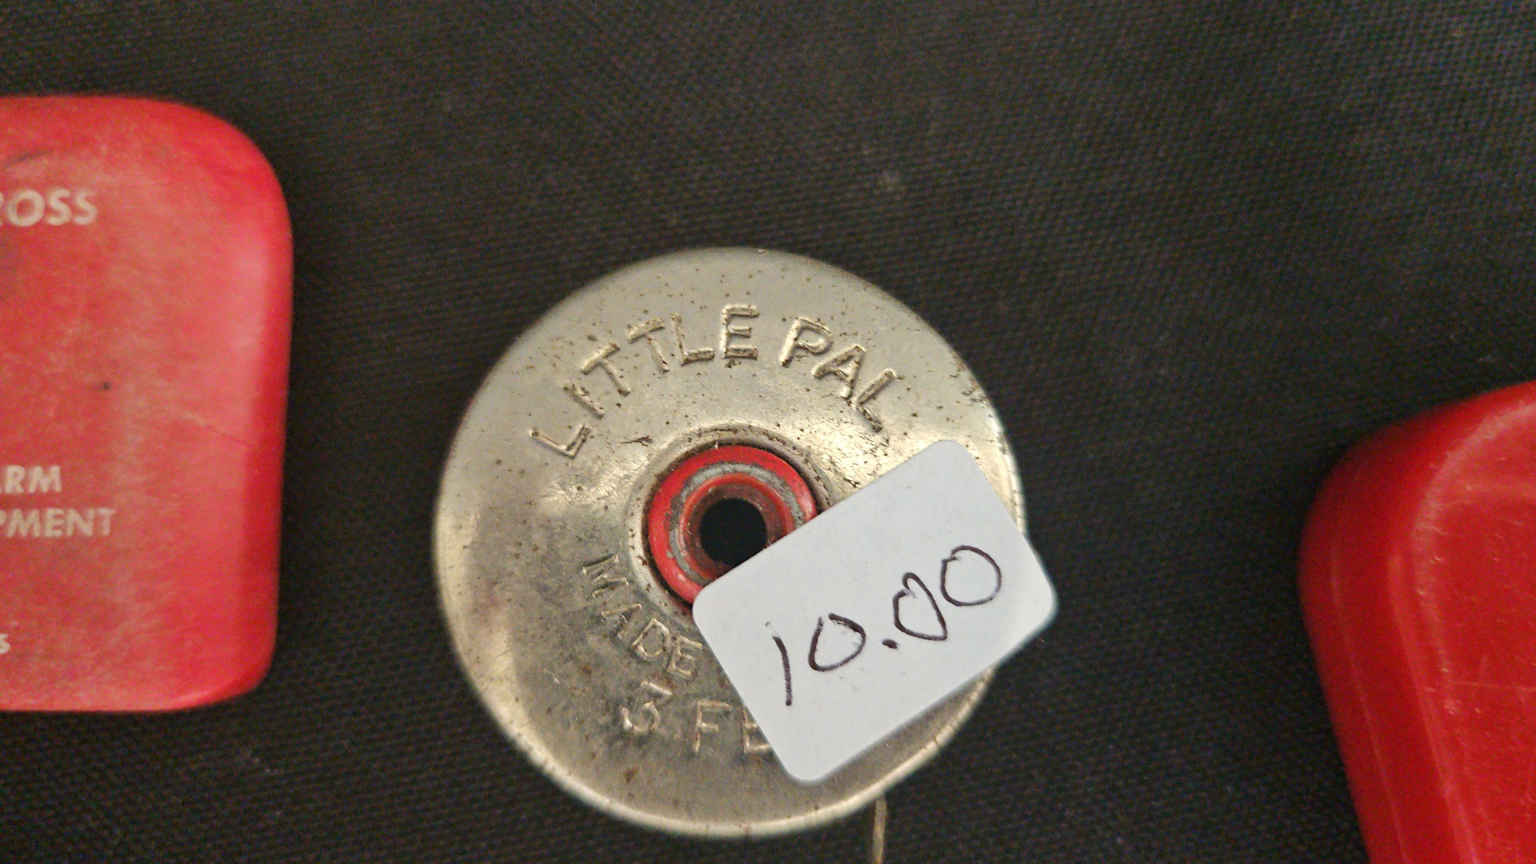 LITTLE PAL
MADE
3 FE
10.00
ROSS
ARM
PMENT